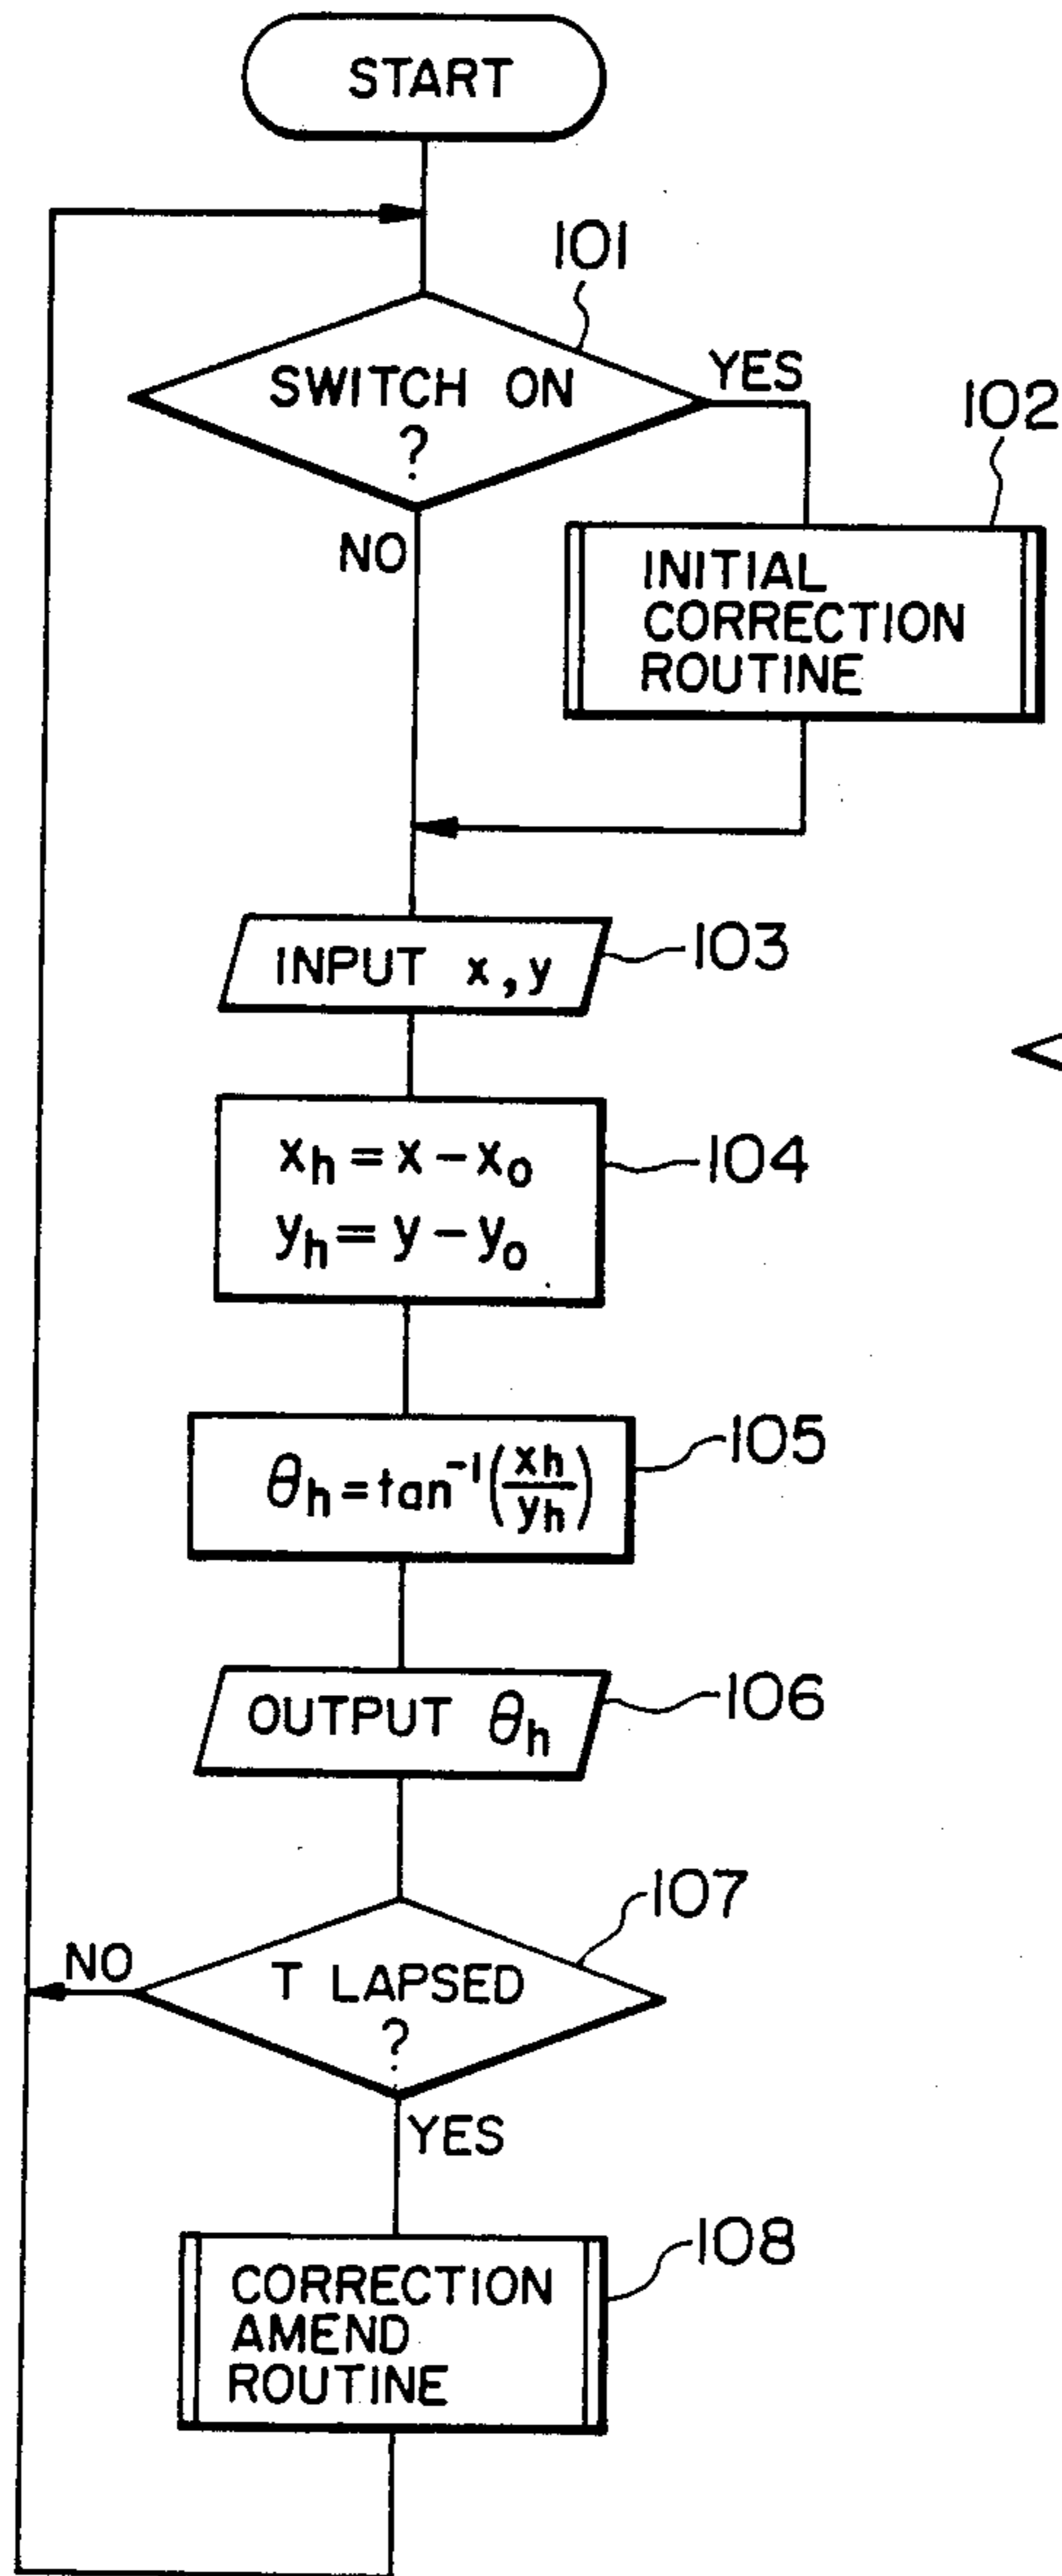 START
101
SWITCH ON
?
YES
NO
102
INITIAL
CORRECTION
ROUTINE
INPUT x, y
103
xh = x - xo
yh = y - yo
104
θh = tan-1(xh/yh)
105
OUTPUT θh
106
107
T LAPSED
?
NO
YES
108
CORRECTION
AMEND
ROUTINE